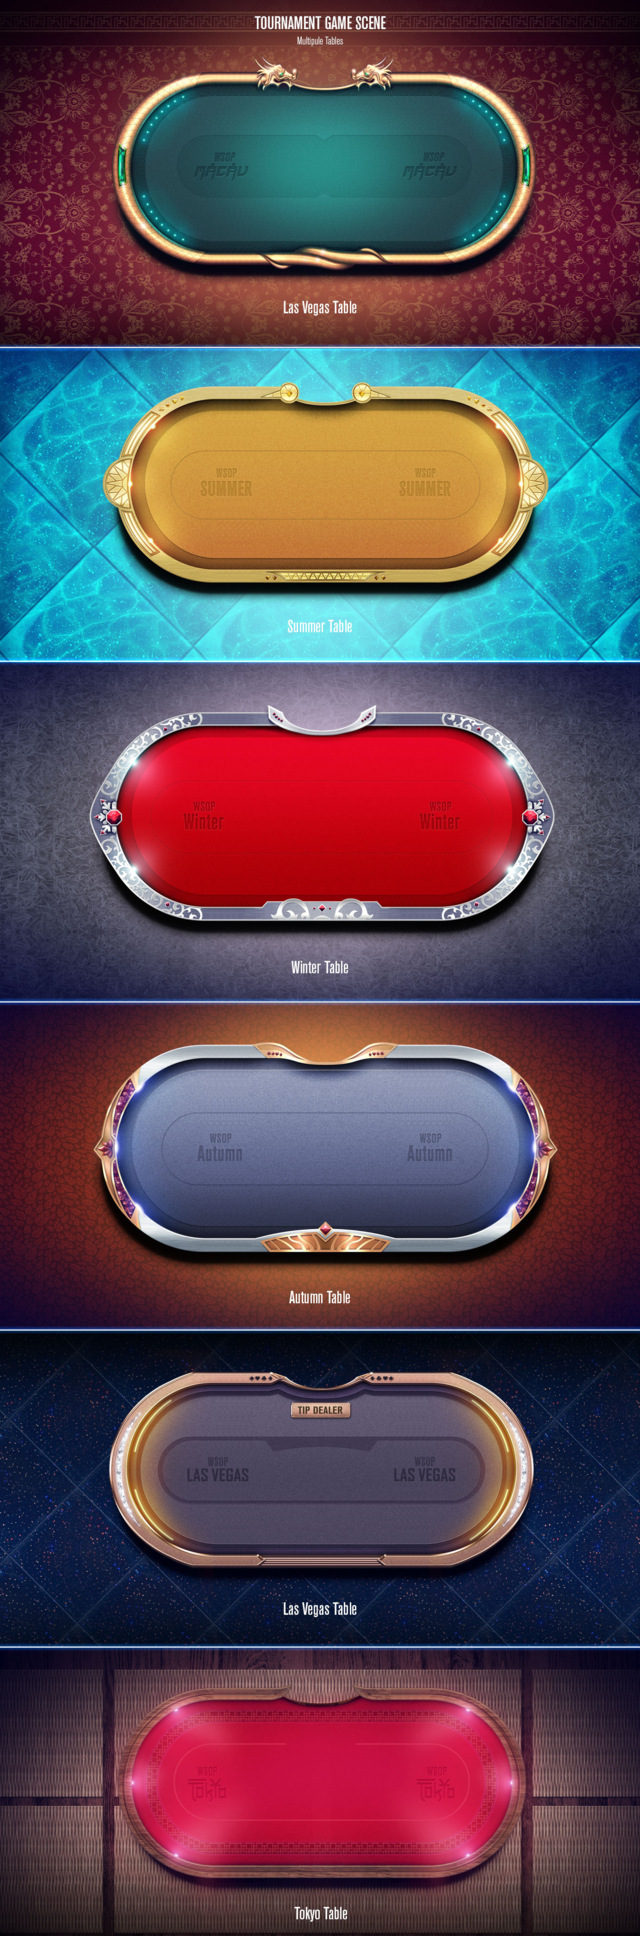 TOURNAMENT GAME SCENE
Multipule Tables
WSOP WSOP
MACAU MACAU
Las Vegas Table
WSOP WSOP
SUMMER SUMMER
Summer Table
WSOP WSOP
Winter Winter
Winter Table
WSOP WSOP
Autumn Autumn
Autumn Table
TIP DEALER
WSOP WSOP
LAS VEGAS LAS VEGAS
Las Vegas Table
WSOP WSOP
Tokio Tokio
Tokyo Table